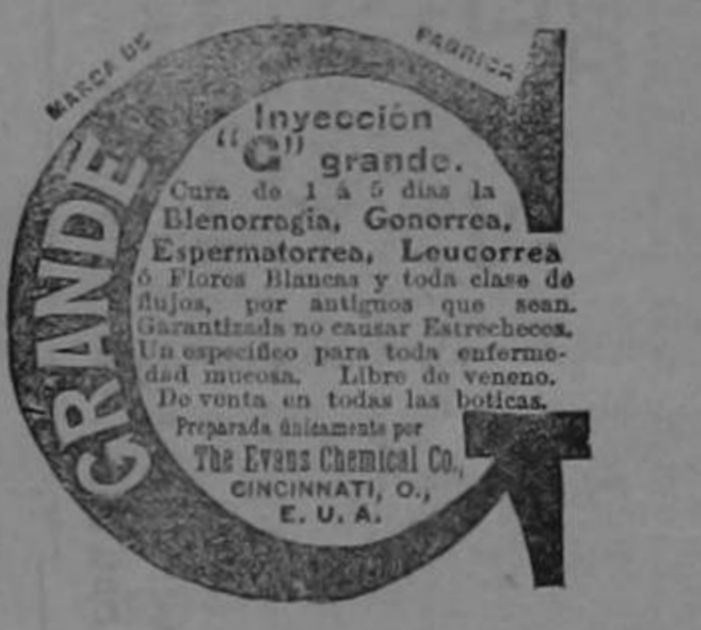 MARCA DE FABRICA
GRANDE
Inyección
"G" grande.
Cura de 1 á 5 dias la
Blenorragia, Gonorrea,
Espermatorrea, Leucorrea
ó Flores Blancas y toda clase de
flujos, por antiguos que sean.
Garantizada no causar Estrecheces.
Un especifico para toda enferme-
dad mucosa. Libre de veneno.
De venta en todas las boticas.
Preparada únicamente por
The Evans Chemical Co.,
CINCINNATI, O.,
E. U. A.